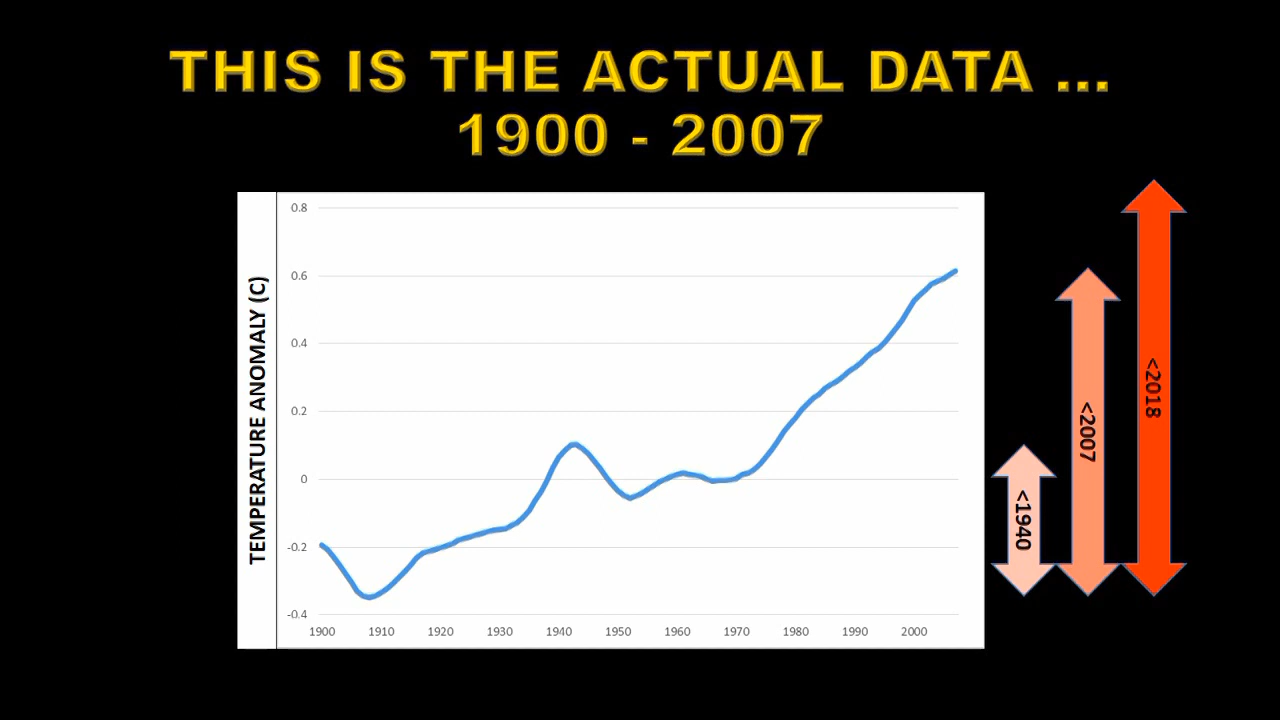 THIS IS THE ACTUAL DATA ...
1900 - 2007
TEMPERATURE ANOMALY (C)
0.8
0.6
0.4
0.2
0
-0.2
-0.4
1900 1910 1920 1930 1940 1950 1960 1970 1980 1990 2000
<1940
<2007
<2018